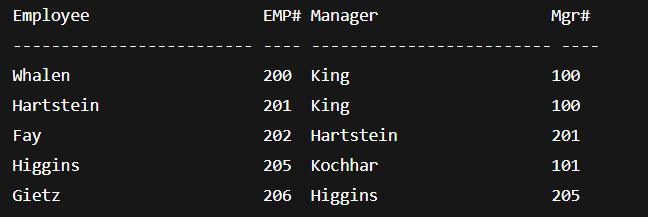 Employee                  EMP# Manager                   Mgr#
------------------------- ---- ------------------------- ----
Whalen                    200  King                      100
Hartstein                 201  King                      100
Fay                       202  Hartstein                 201
Higgins                   205  Kochhar                   101
Gietz                     206  Higgins                   205